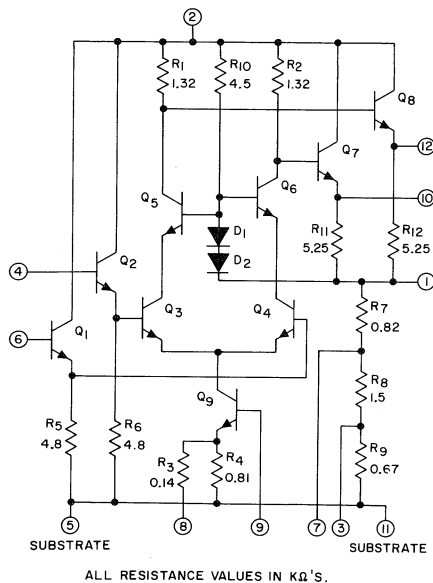 2
R1
1.32
R10
4.5
R2
1.32
Q8
Q7
12
Q5
Q6
10
D1
R11
5.25
R12
5.25
Q2
D2
4
1
Q3
Q4
R7
0.82
6
Q1
R8
1.5
Q9
R5
4.8
R6
4.8
R3
0.14
R4
0.81
R9
0.67
5
8
9
7
3
11
SUBSTRATE
SUBSTRATE
ALL RESISTANCE VALUES IN KΩ'S.